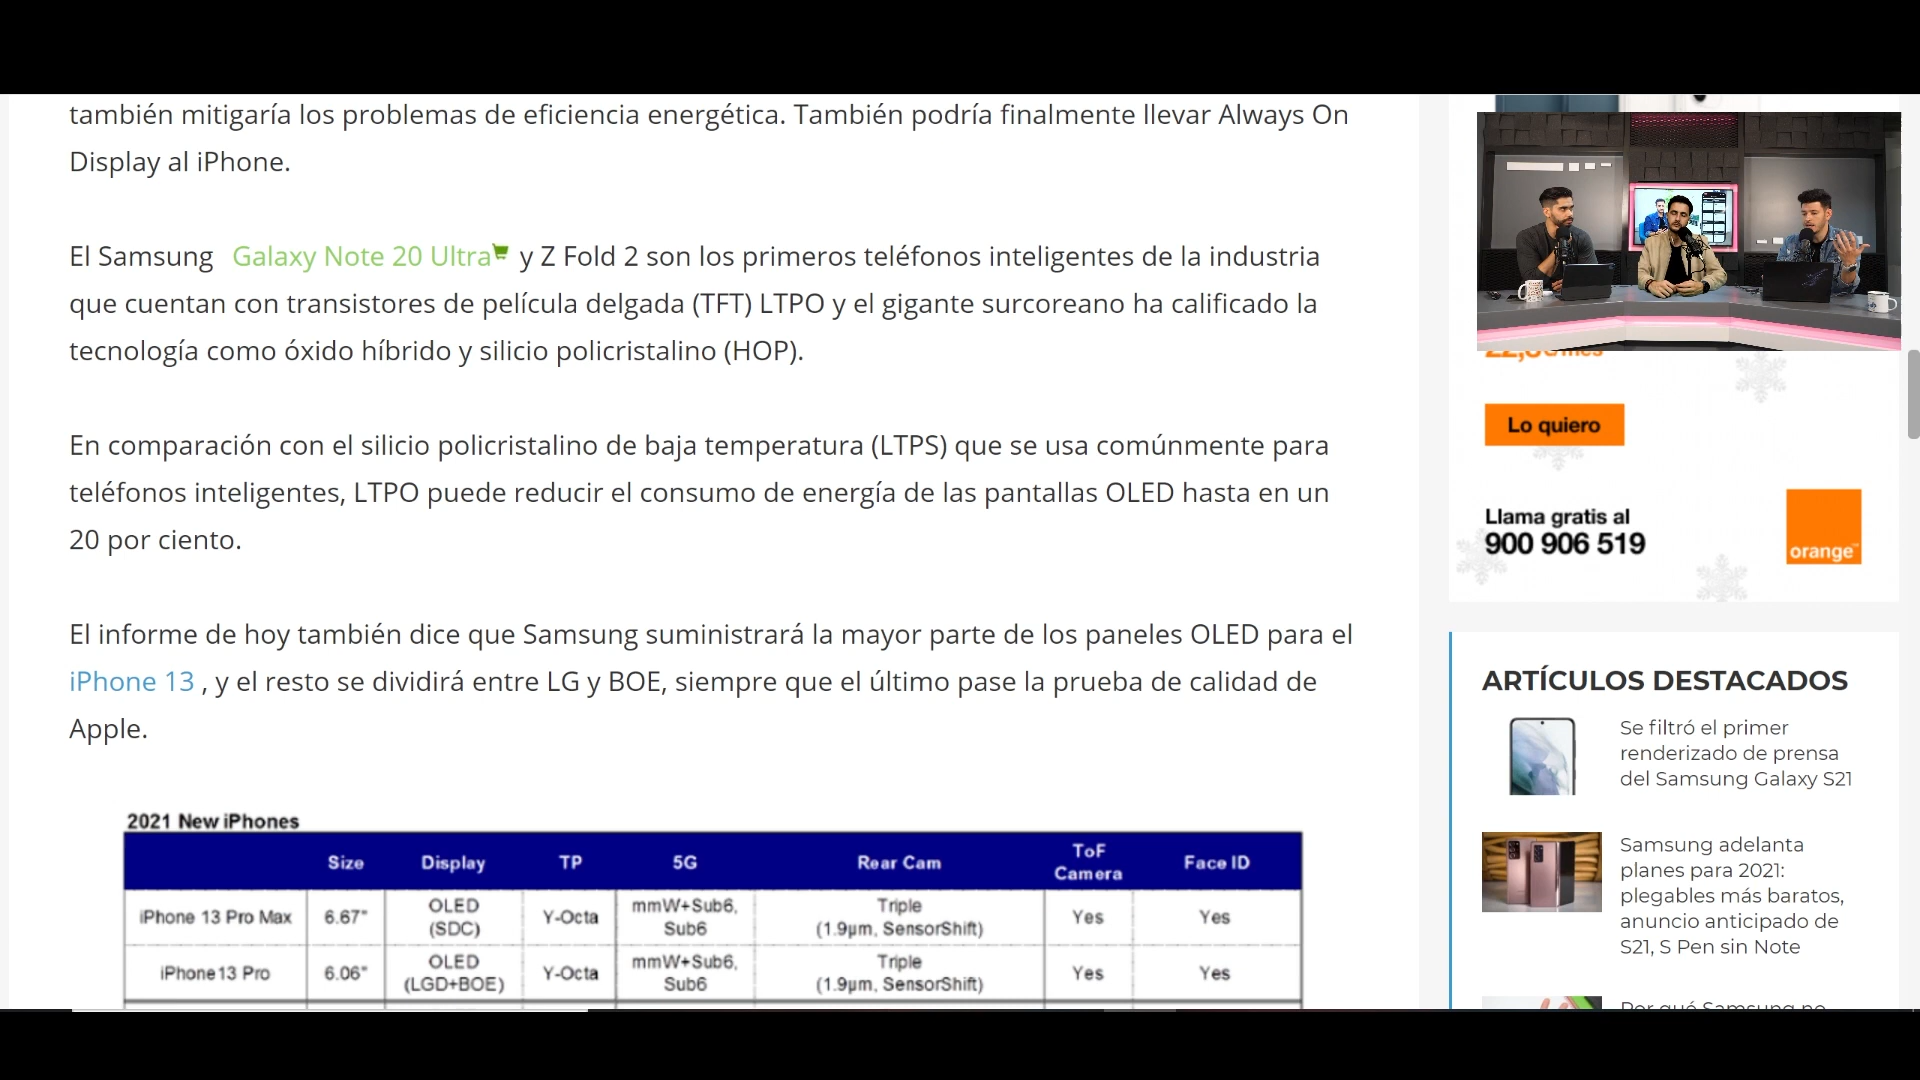 también mitigaría los problemas de eficiencia energética. También podría finalmente llevar Always On
Display al iPhone.
El Samsung Galaxy Note 20 Ultra y Z Fold 2 son los primeros teléfonos inteligentes de la industria
que cuentan con transistores de película delgada (TFT) LTPO y el gigante surcoreano ha calificado la
tecnología como óxido híbrido y silicio policristalino (HOP).
En comparación con el silicio policristalino de baja temperatura (LTPS) que se usa comúnmente para
teléfonos inteligentes, LTPO puede reducir el consumo de energía de las pantallas OLED hasta en un
20 por ciento.
El informe de hoy también dice que Samsung suministrará la mayor parte de los paneles OLED para el
iPhone 13 , y el resto se dividirá entre LG y BOE, siempre que el último pase la prueba de calidad de
Apple.
2021 New iPhones
Size Display TP 5G Rear Cam ToF Camera Face ID
iPhone 13 Pro Max 6.67" OLED (SDC) Y-Octa mmW+Sub6, Sub6 Triple (1.9μm, SensorShift) Yes Yes
iPhone13 Pro 6.06" OLED (LGD+BOE) Y-Octa mmW+Sub6, Sub6 Triple (1.9μm, SensorShift) Yes Yes
Lo quiero
Llama gratis al
900 906 519
orange™
ARTÍCULOS DESTACADOS
Se filtró el primer
renderizado de prensa
del Samsung Galaxy S21
Samsung adelanta
planes para 2021:
plegables más baratos,
anuncio anticipado de
S21, S Pen sin Note
Por qué Samsung no